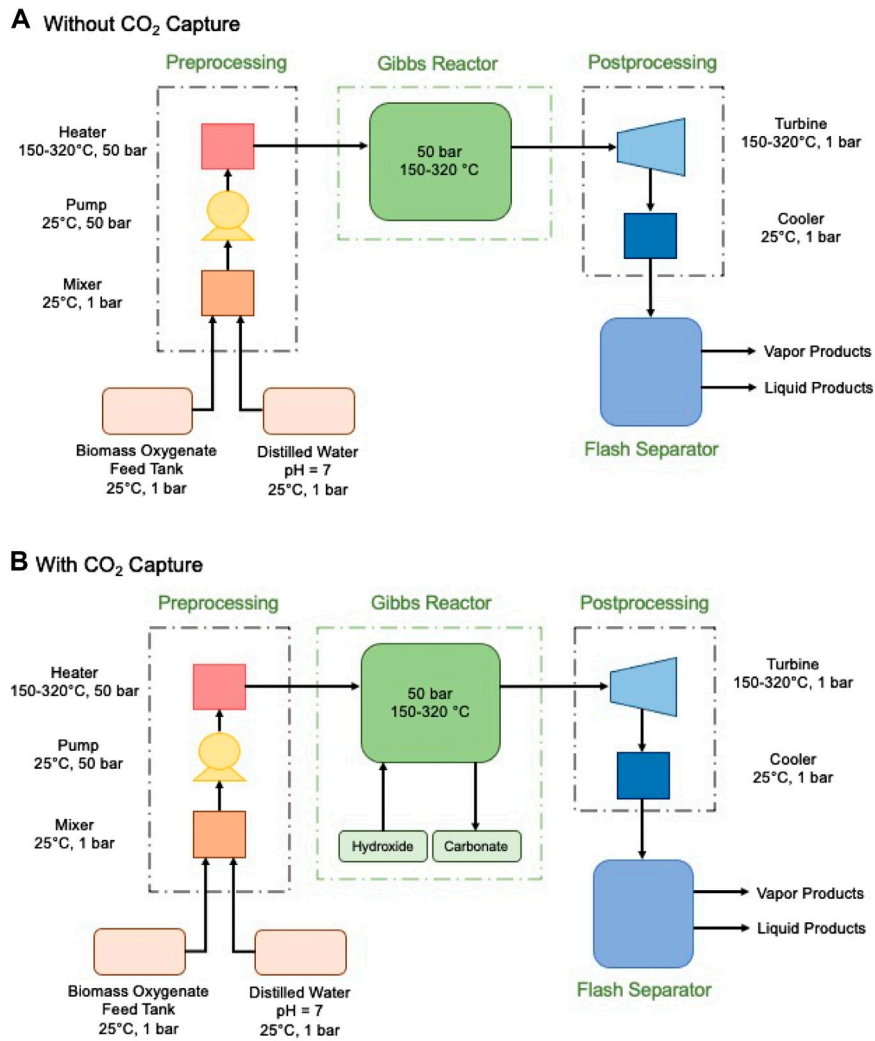 A Without CO₂ Capture
Preprocessing
Gibbs Reactor
Postprocessing
Heater
150-320°C, 50 bar
50 bar
150-320 °C
Turbine
150-320°C, 1 bar
Pump
25°C, 50 bar
Cooler
25°C, 1 bar
Mixer
25°C, 1 bar
Vapor Products
Liquid Products
Biomass Oxygenate
Feed Tank
25°C, 1 bar
Distilled Water
pH = 7
25°C, 1 bar
Flash Separator
B With CO₂ Capture
Preprocessing
Gibbs Reactor
Postprocessing
Heater
150-320°C, 50 bar
50 bar
150-320 °C
Turbine
150-320°C, 1 bar
Pump
25°C, 50 bar
Cooler
25°C, 1 bar
Mixer
25°C, 1 bar
Hydroxide
Carbonate
Vapor Products
Liquid Products
Biomass Oxygenate
Feed Tank
25°C, 1 bar
Distilled Water
pH = 7
25°C, 1 bar
Flash Separator